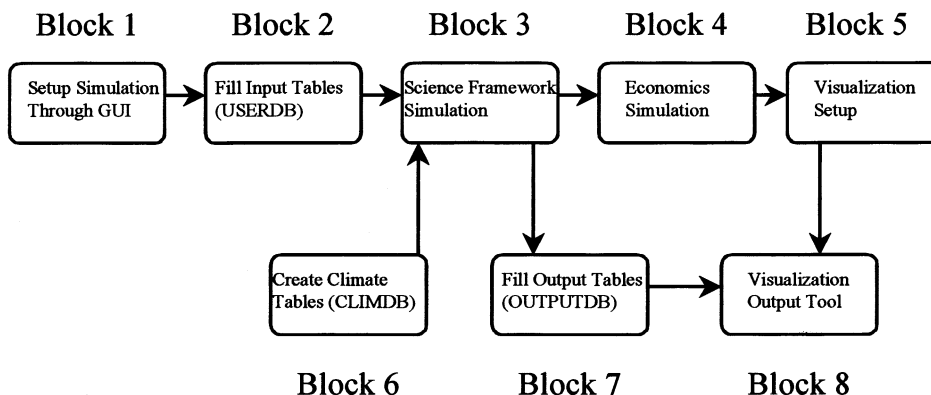 Block 1
Block 2
Block 3
Block 4
Block 5
Setup Simulation
Through GUI
Fill Input Tables
(USERDB)
Science Framework
Simulation
Economics
Simulation
Visualization
Setup
Create Climate
Tables (CLIMDB)
Fill Output Tables
(OUTPUTDB)
Visualization
Output Tool
Block 6
Block 7
Block 8